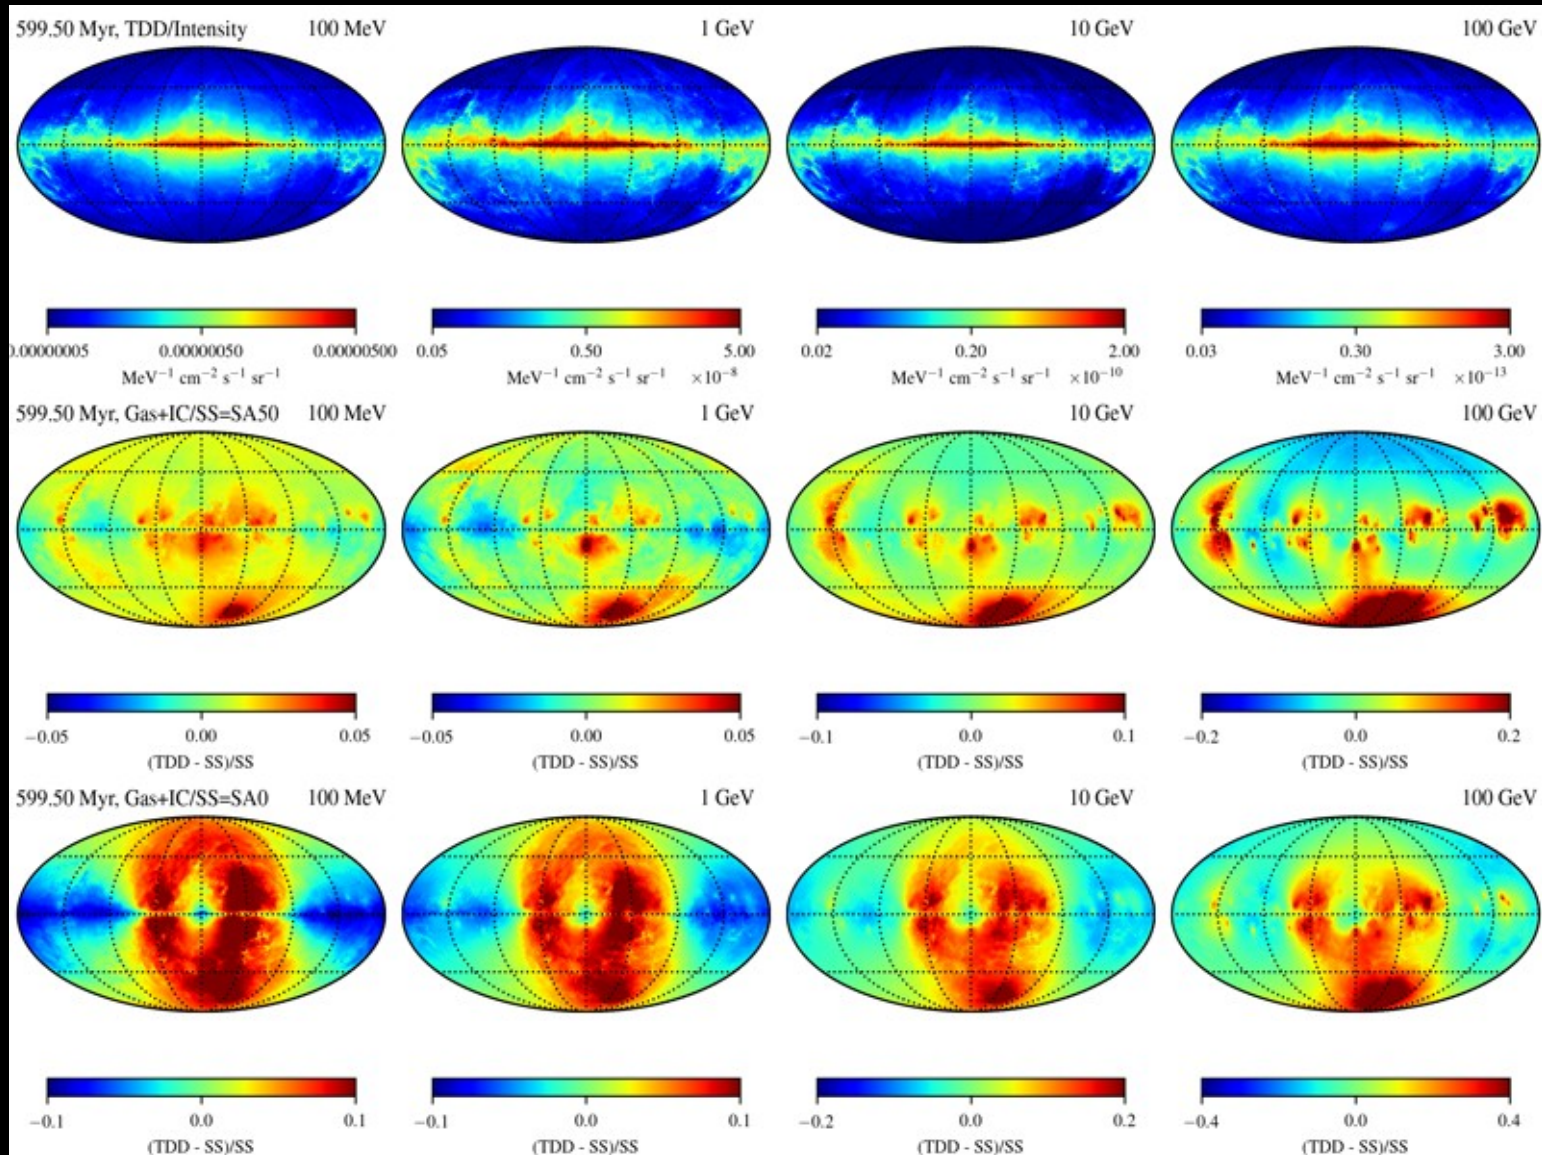 599.50 Myr, TDD/Intensity 100 MeV 1 GeV 10 GeV 100 GeV
0.00000005 0.00000050 0.00000500 0.05 0.50 5.00 0.02 0.20 2.00 0.03 0.30 3.00
MeV⁻¹ cm⁻² s⁻¹ sr⁻¹ MeV⁻¹ cm⁻² s⁻¹ sr⁻¹ ×10⁻⁸ MeV⁻¹ cm⁻² s⁻¹ sr⁻¹ ×10⁻¹⁰ MeV⁻¹ cm⁻² s⁻¹ sr⁻¹ ×10⁻¹³
599.50 Myr, Gas+IC/SS=SA50 100 MeV 1 GeV 10 GeV 100 GeV
−0.05 0.00 0.05 −0.05 0.00 0.05 −0.1 0.0 0.1 −0.2 0.0 0.2
(TDD - SS)/SS (TDD - SS)/SS (TDD - SS)/SS (TDD - SS)/SS
599.50 Myr, Gas+IC/SS=SA0 100 MeV 1 GeV 10 GeV 100 GeV
−0.1 0.0 0.1 −0.1 0.0 0.1 −0.2 0.0 0.2 −0.4 0.0 0.4
(TDD - SS)/SS (TDD - SS)/SS (TDD - SS)/SS (TDD - SS)/SS